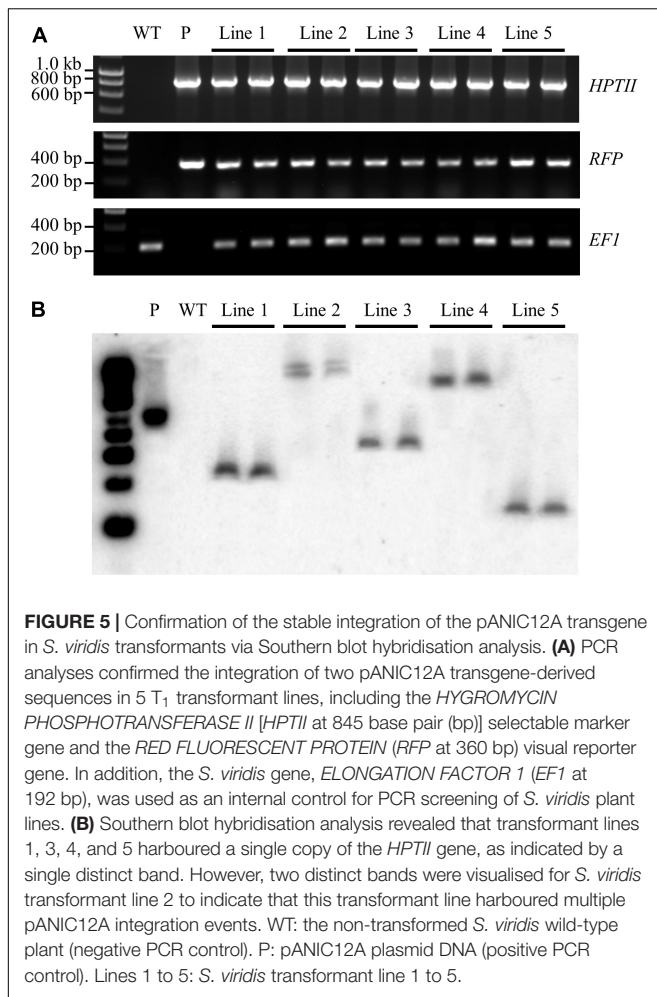 A
WT P Line 1 Line 2 Line 3 Line 4 Line 5
1.0 kb
800 bp
600 bp
HPTII
400 bp
200 bp
RFP
400 bp
200 bp
EF1
B
P WT Line 1 Line 2 Line 3 Line 4 Line 5
FIGURE 5 | Confirmation of the stable integration of the pANIC12A transgene
in S. viridis transformants via Southern blot hybridisation analysis. (A) PCR
analyses confirmed the integration of two pANIC12A transgene-derived
sequences in 5 T1 transformant lines, including the HYGROMYCIN
PHOSPHOTRANSFERASE II [HPTII at 845 base pair (bp)] selectable marker
gene and the RED FLUORESCENT PROTEIN (RFP at 360 bp) visual reporter
gene. In addition, the S. viridis gene, ELONGATION FACTOR 1 (EF1 at
192 bp), was used as an internal control for PCR screening of S. viridis plant
lines. (B) Southern blot hybridisation analysis revealed that transformant lines
1, 3, 4, and 5 harboured a single copy of the HPTII gene, as indicated by a
single distinct band. However, two distinct bands were visualised for S. viridis
transformant line 2 to indicate that this transformant line harboured multiple
pANIC12A integration events. WT: the non-transformed S. viridis wild-type
plant (negative PCR control). P: pANIC12A plasmid DNA (positive PCR
control). Lines 1 to 5: S. viridis transformant line 1 to 5.